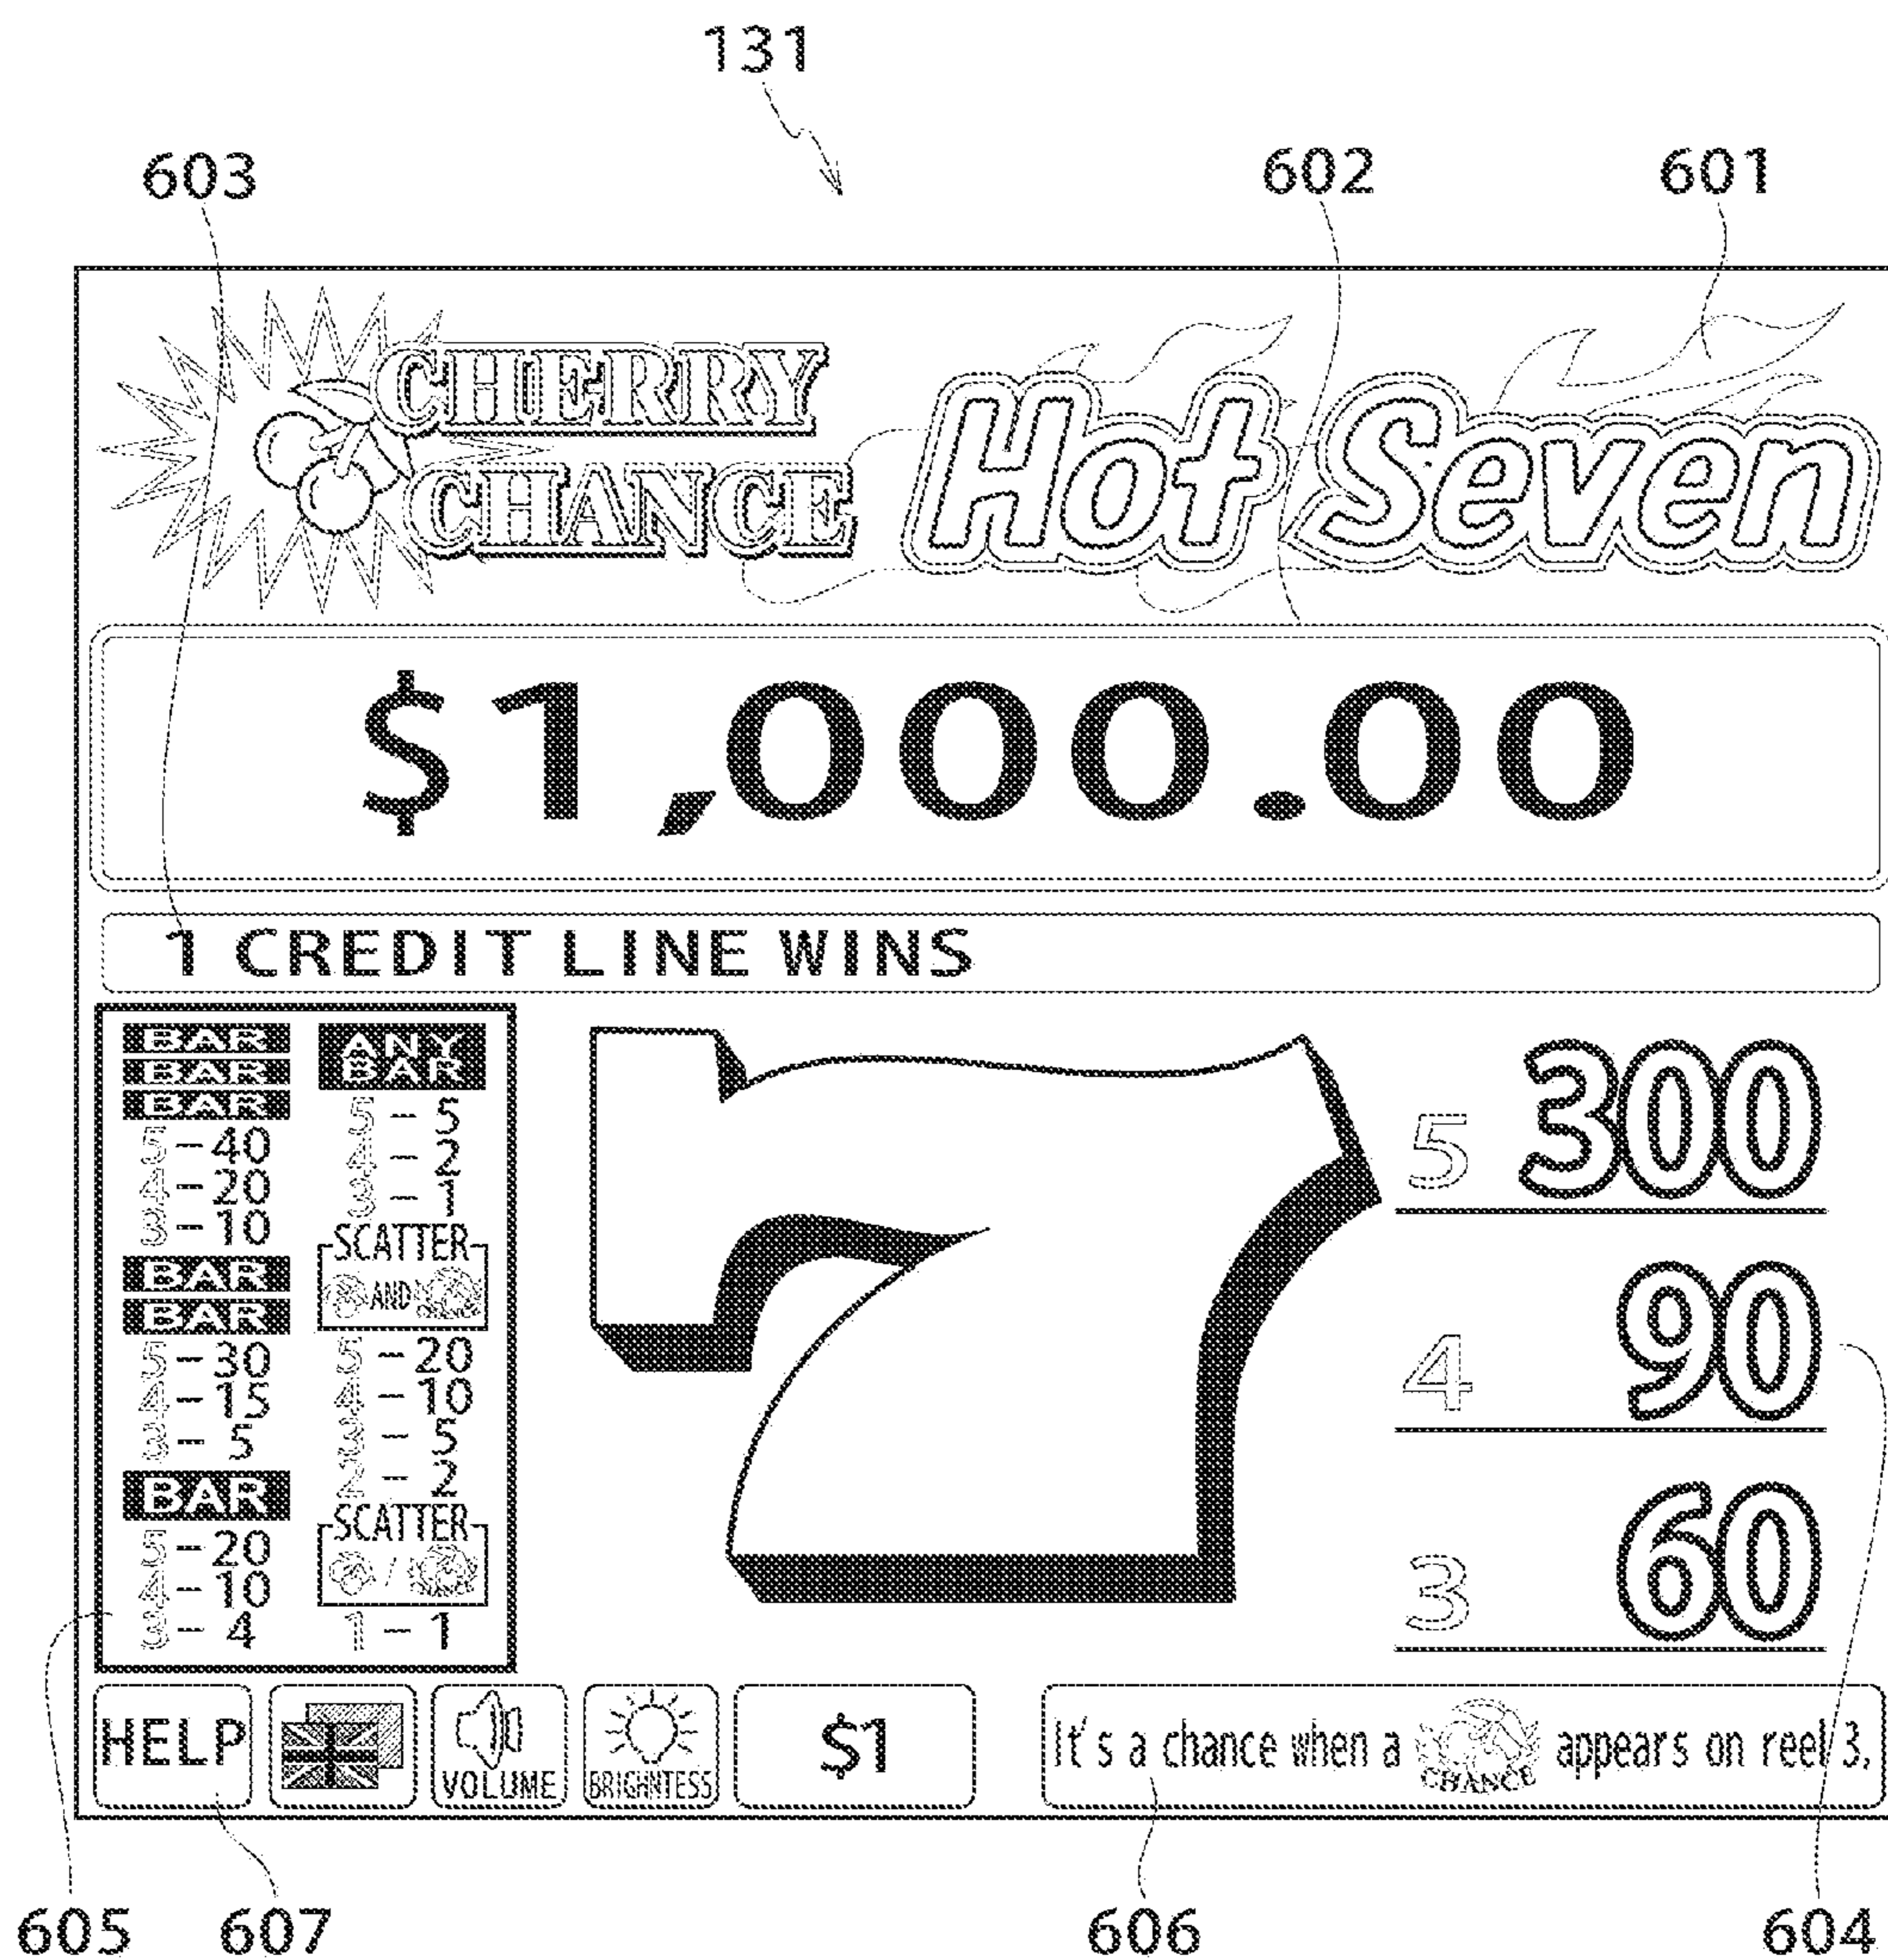 131
603
602
601
CHERRY
CHANCE
Hot Seven
$1,000.00
1 CREDIT LINE WINS
BAR
BAR
BAR
5 - 40
4 - 20
3 - 10
BAR
BAR
5 - 30
4 - 15
3 - 5
BAR
5 - 20
4 - 10
3 - 4
ANY
BAR
5 - 5
4 - 2
3 - 1
SCATTER
AND
5 - 20
4 - 10
3 - 5
2 - 2
SCATTER
/
1 - 1
7
5 300
4 90
3 60
HELP
VOLUME
BRIGHNTESS
$1
It's a chance when a CHANCE appears on reel 3,
605
607
606
604